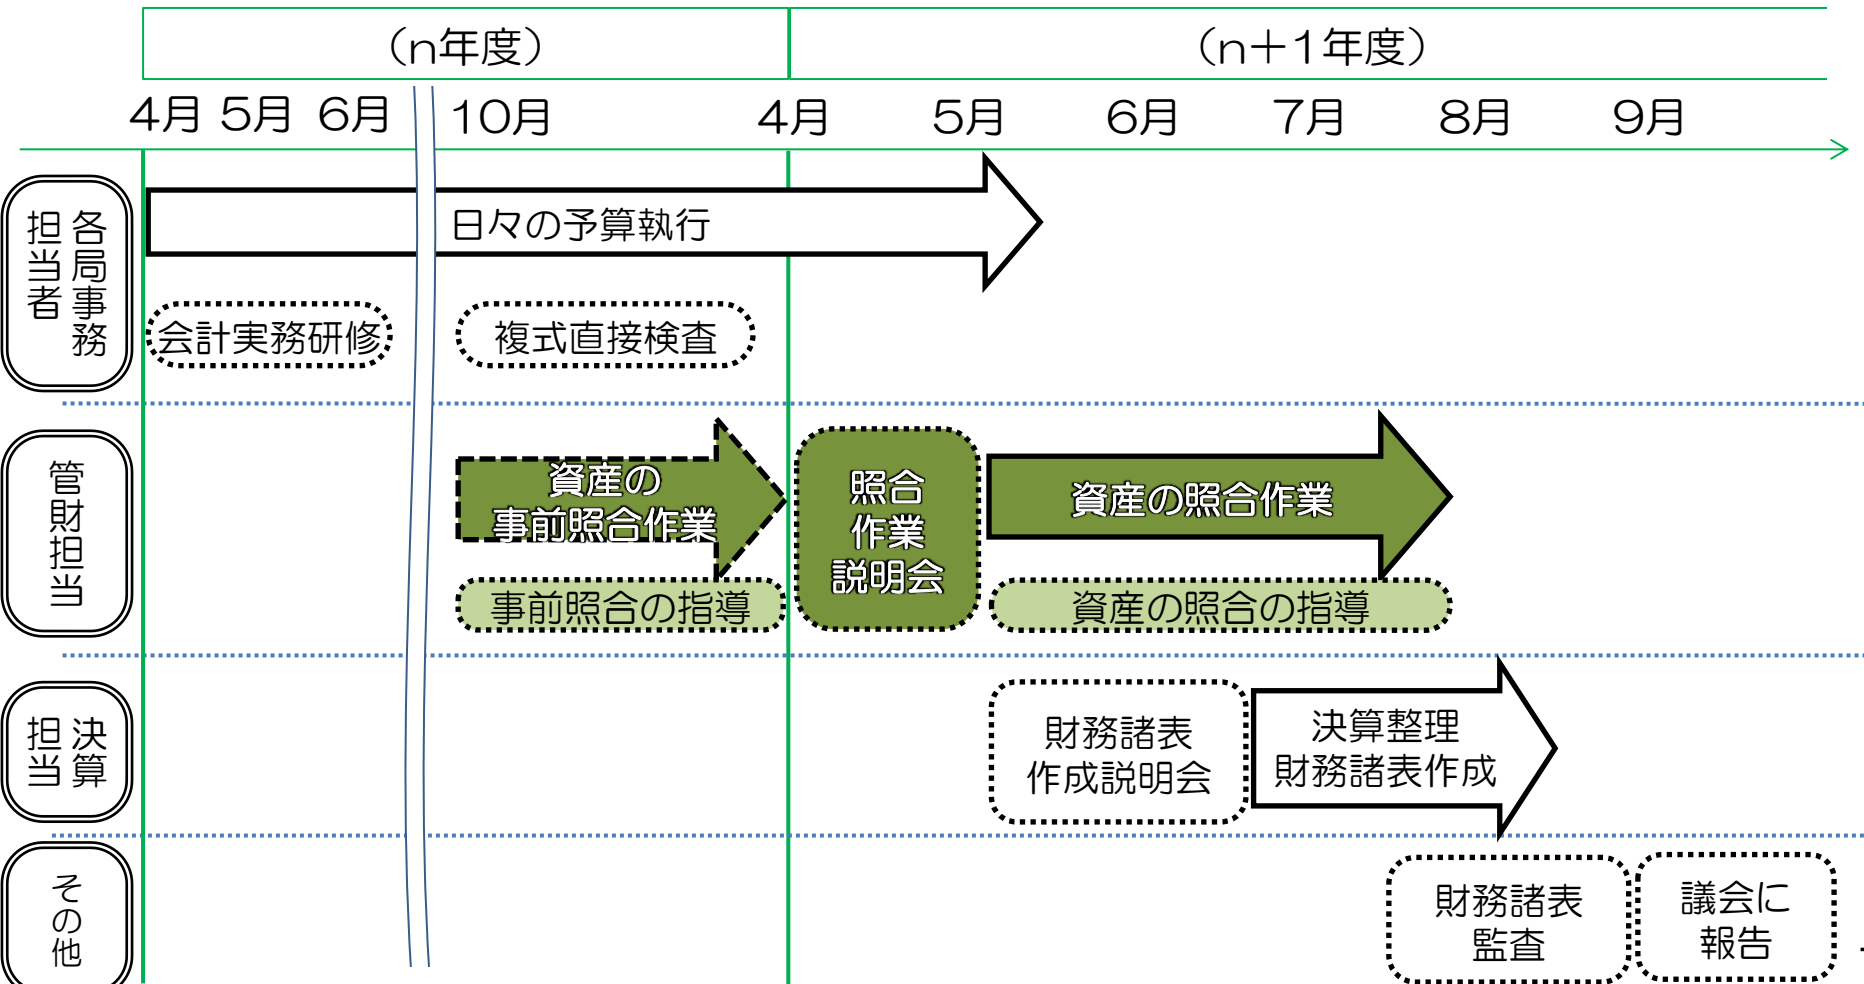 (n年度)
(n+1年度)
4月 5月 6月 10月 4月 5月 6月 7月 8月 9月
各局事務
担当者
日々の予算執行
会計実務研修
複式直接検査
管財担当
資産の
事前照合作業
事前照合の指導
照合
作業
説明会
資産の照合作業
資産の照合の指導
決算
担当
財務諸表
作成説明会
決算整理
財務諸表作成
その他
財務諸表
監査
議会に
報告